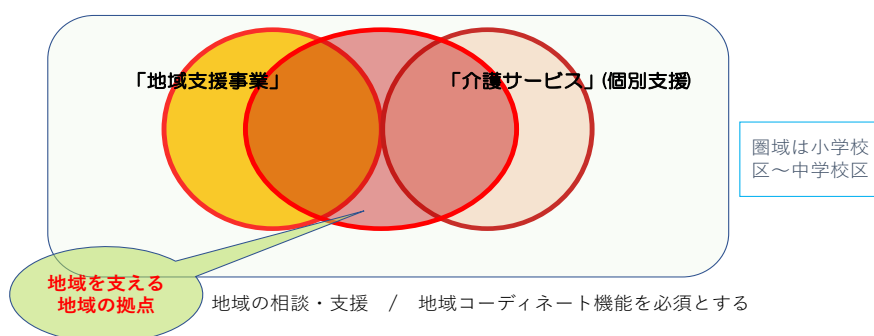 「地域支援事業」
「介護サービス」(個別支援)
圏域は小学校
区～中学校区
地域を支える
地域の拠点
地域の相談・支援 / 地域コーディネート機能を必須とする